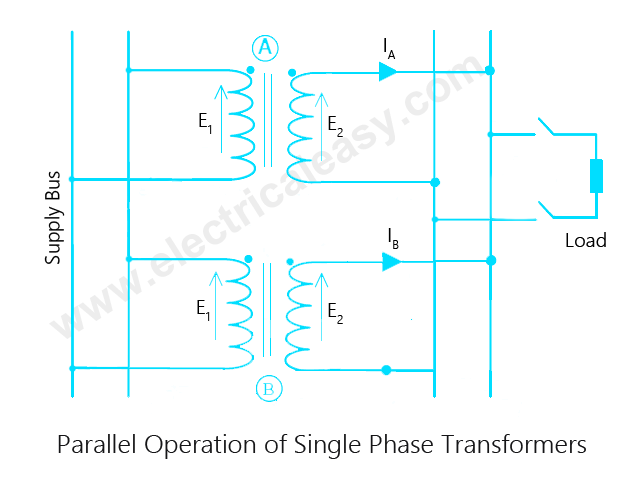 A
I_A
E_1
E_2
Supply Bus
www.electricaleasy.com
I_B
Load
E_1
E_2
B
Parallel Operation of Single Phase Transformers